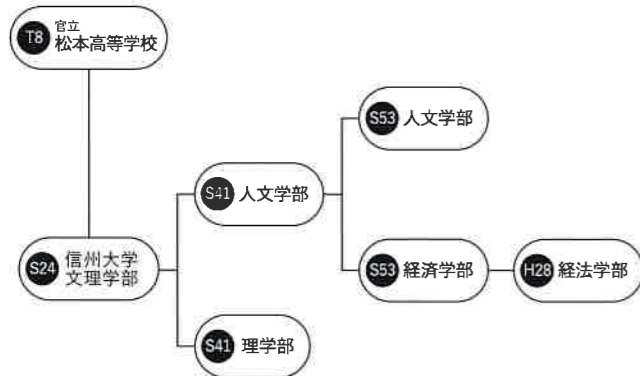 T8 官立
松本高等学校
S53 人文学部
S41 人文学部
S24 信州大学
文理学部
S53 経済学部
H28 経法学部
S41 理学部